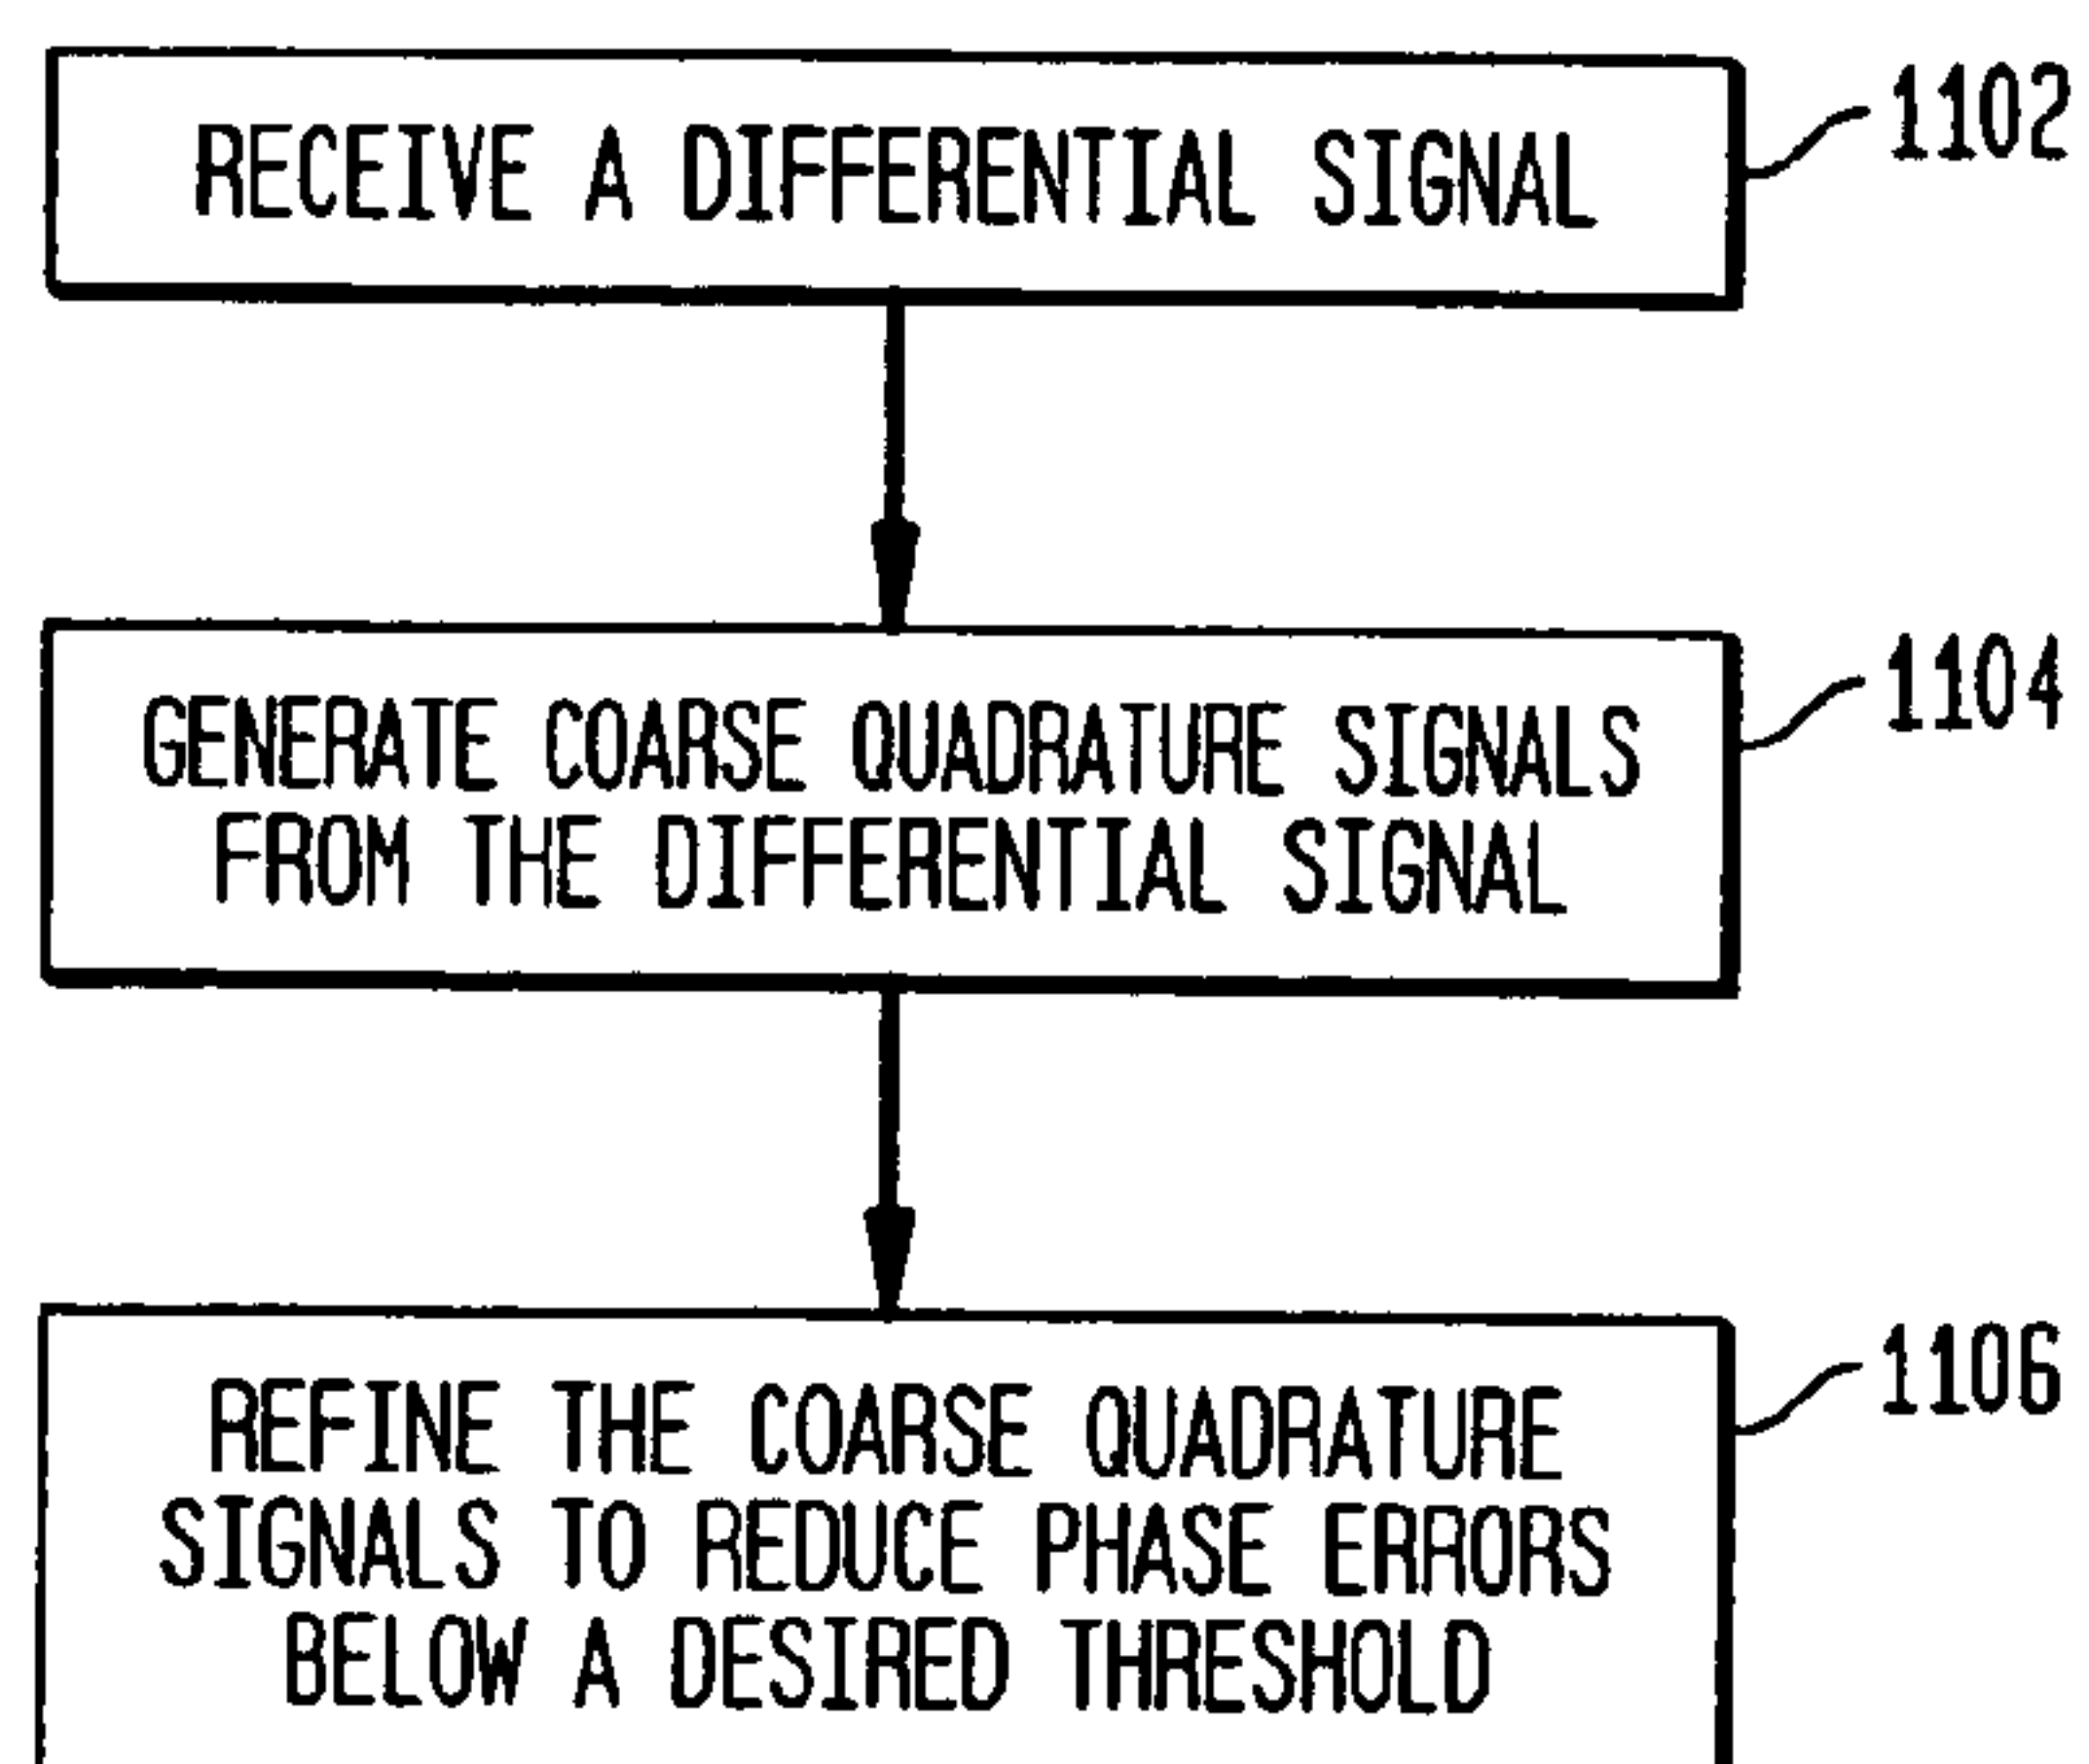 RECEIVE A DIFFERENTIAL SIGNAL
1102
GENERATE COARSE QUADRATURE SIGNALS
FROM THE DIFFERENTIAL SIGNAL
1104
REFINE THE COARSE QUADRATURE
SIGNALS TO REDUCE PHASE ERRORS
BELOW A DESIRED THRESHOLD
1106